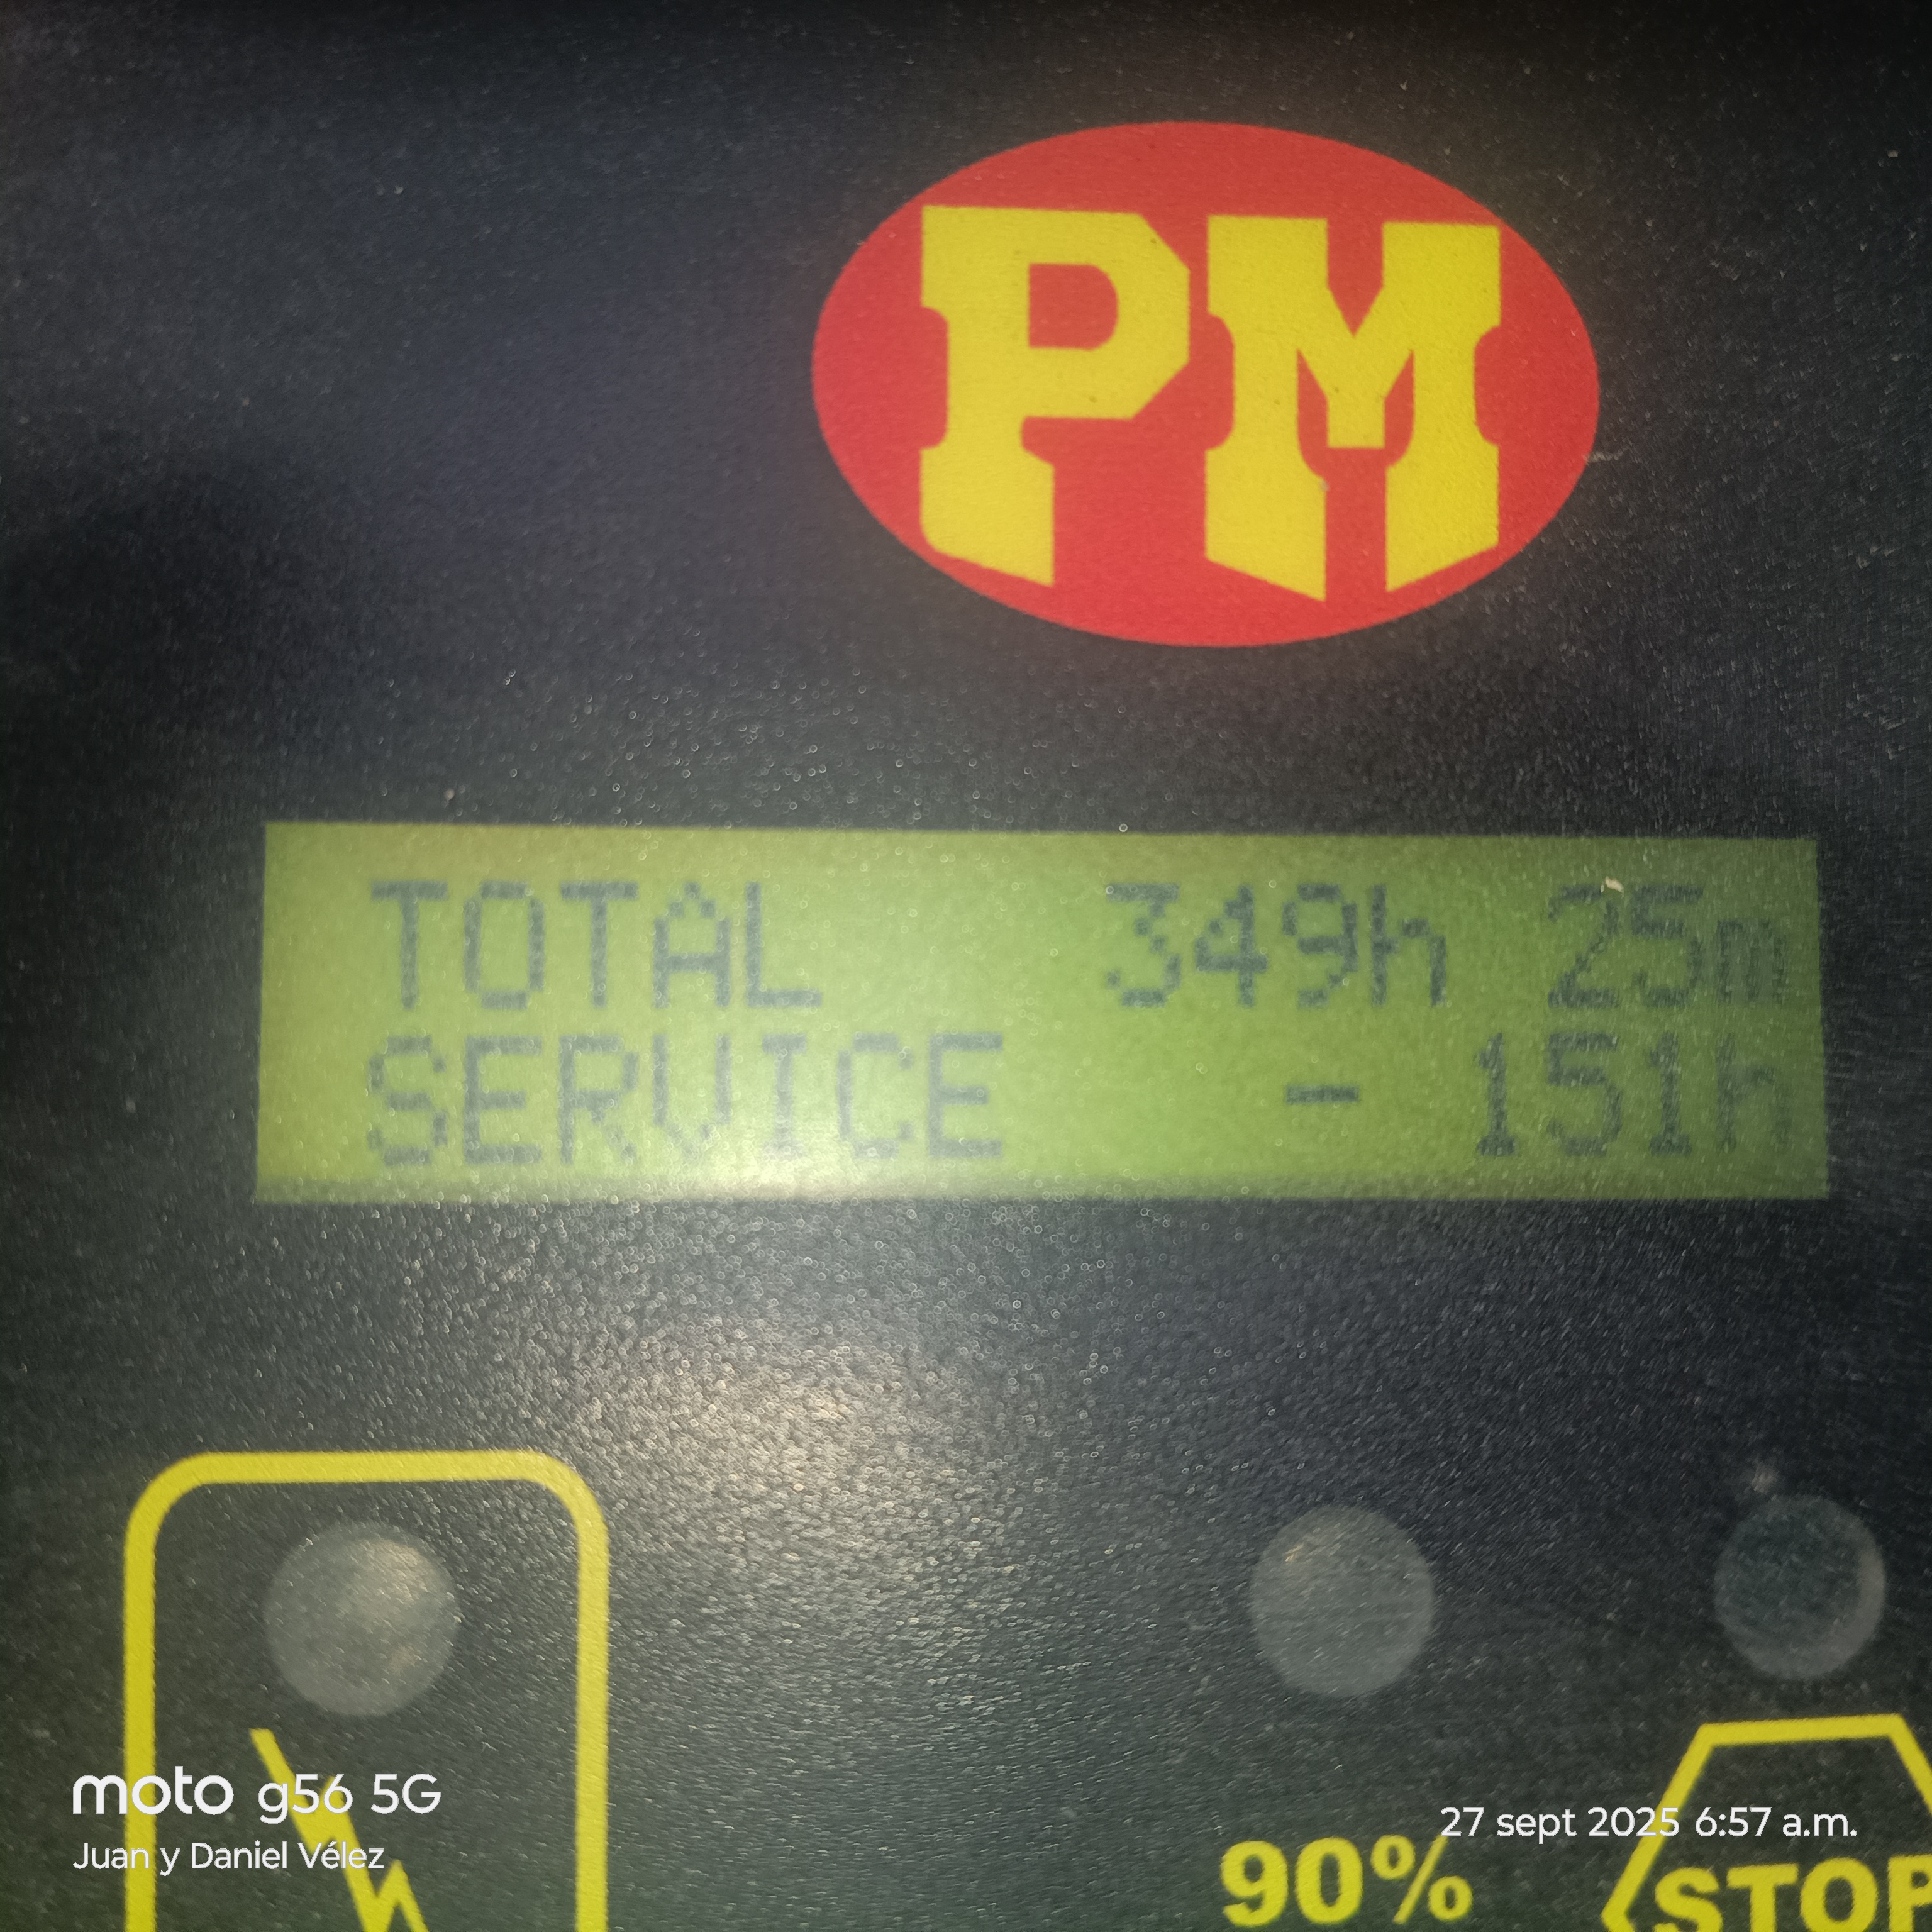 PM
TOTAL 349h 25m
SERVICE - 151h
90%
STOP
moto g56 5G
Juan y Daniel Vélez
27 sept 2025 6:57 a.m.